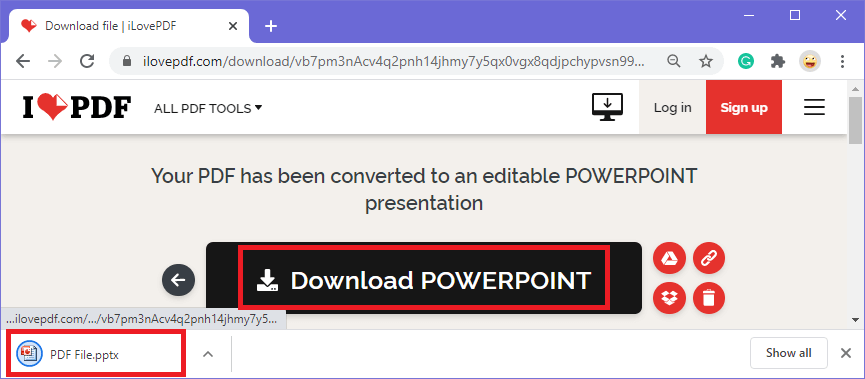 Download file | iLovePDF
ilovepdf.com/download/vb7pm3nAcv4q2pnh14jhmy7y5qx0vgx8qdjpchypvsn99...
I PDF
ALL PDF TOOLS
Log in
Sign up
Your PDF has been converted to an editable POWERPOINT
presentation
Download POWERPOINT
...ilovepdf.com/.../vb7pm3nAcv4q2pnh14jhmy7y5...
PDF File.pptx
Show all